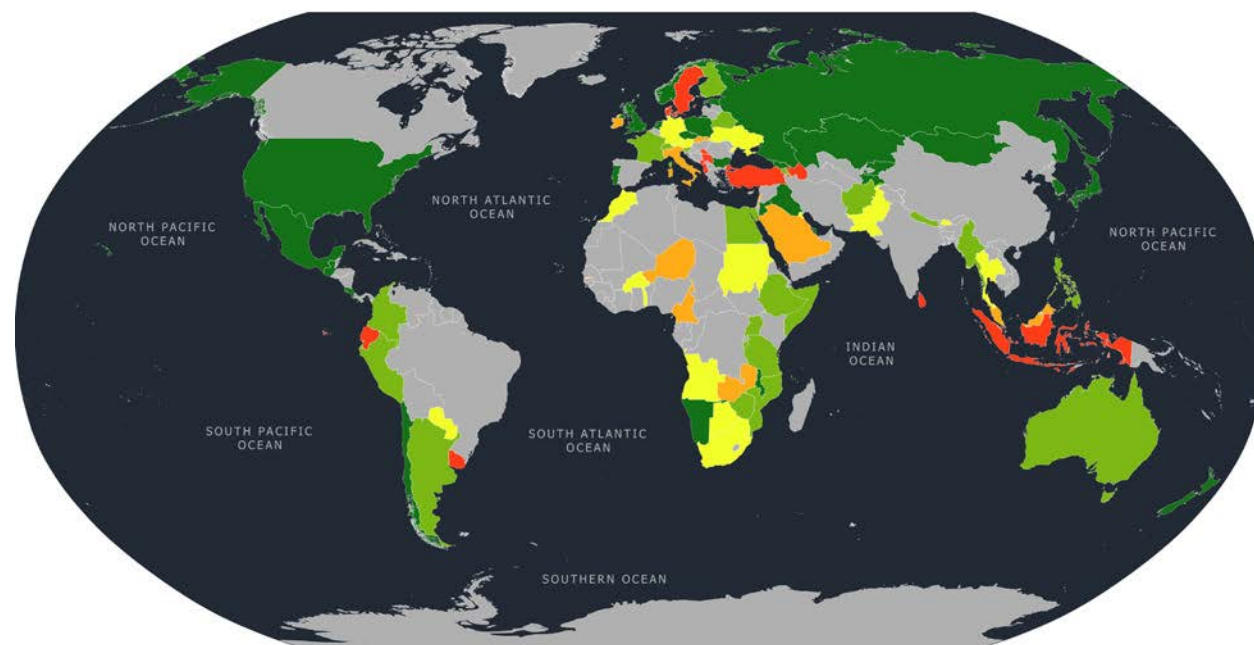 NORTH PACIFIC
OCEAN
NORTH ATLANTIC
OCEAN
NORTH PACIFIC
OCEAN
INDIAN
OCEAN
SOUTH PACIFIC
OCEAN
SOUTH ATLANTIC
OCEAN
SOUTHERN OCEAN